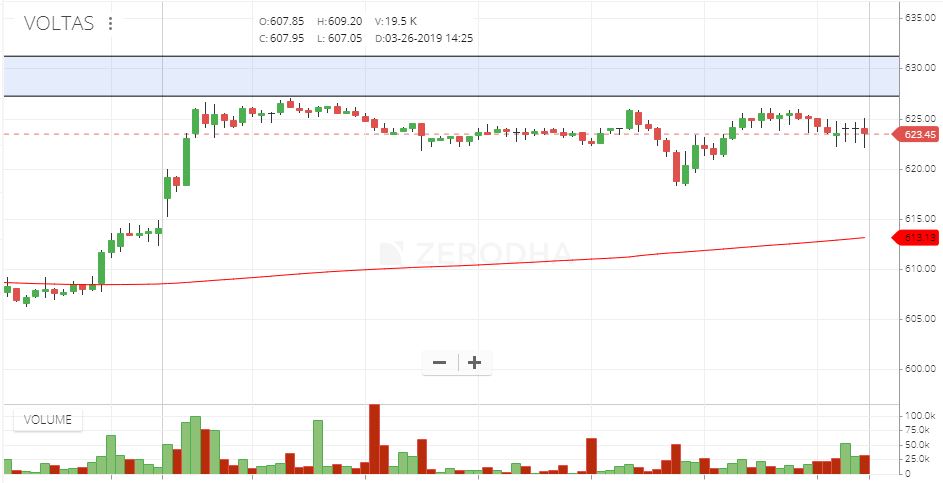 VOLTAS
O:607.85 H:609.20 V:19.5 K
C:607.95 L:607.05 D:03-26-2019 14:25
635.00
630.00
625.00
623.45
620.00
615.00
613.13
ZERODHA
610.00
605.00
600.00
VOLUME
100.0k
75.0k
50.0k
25.0k
0